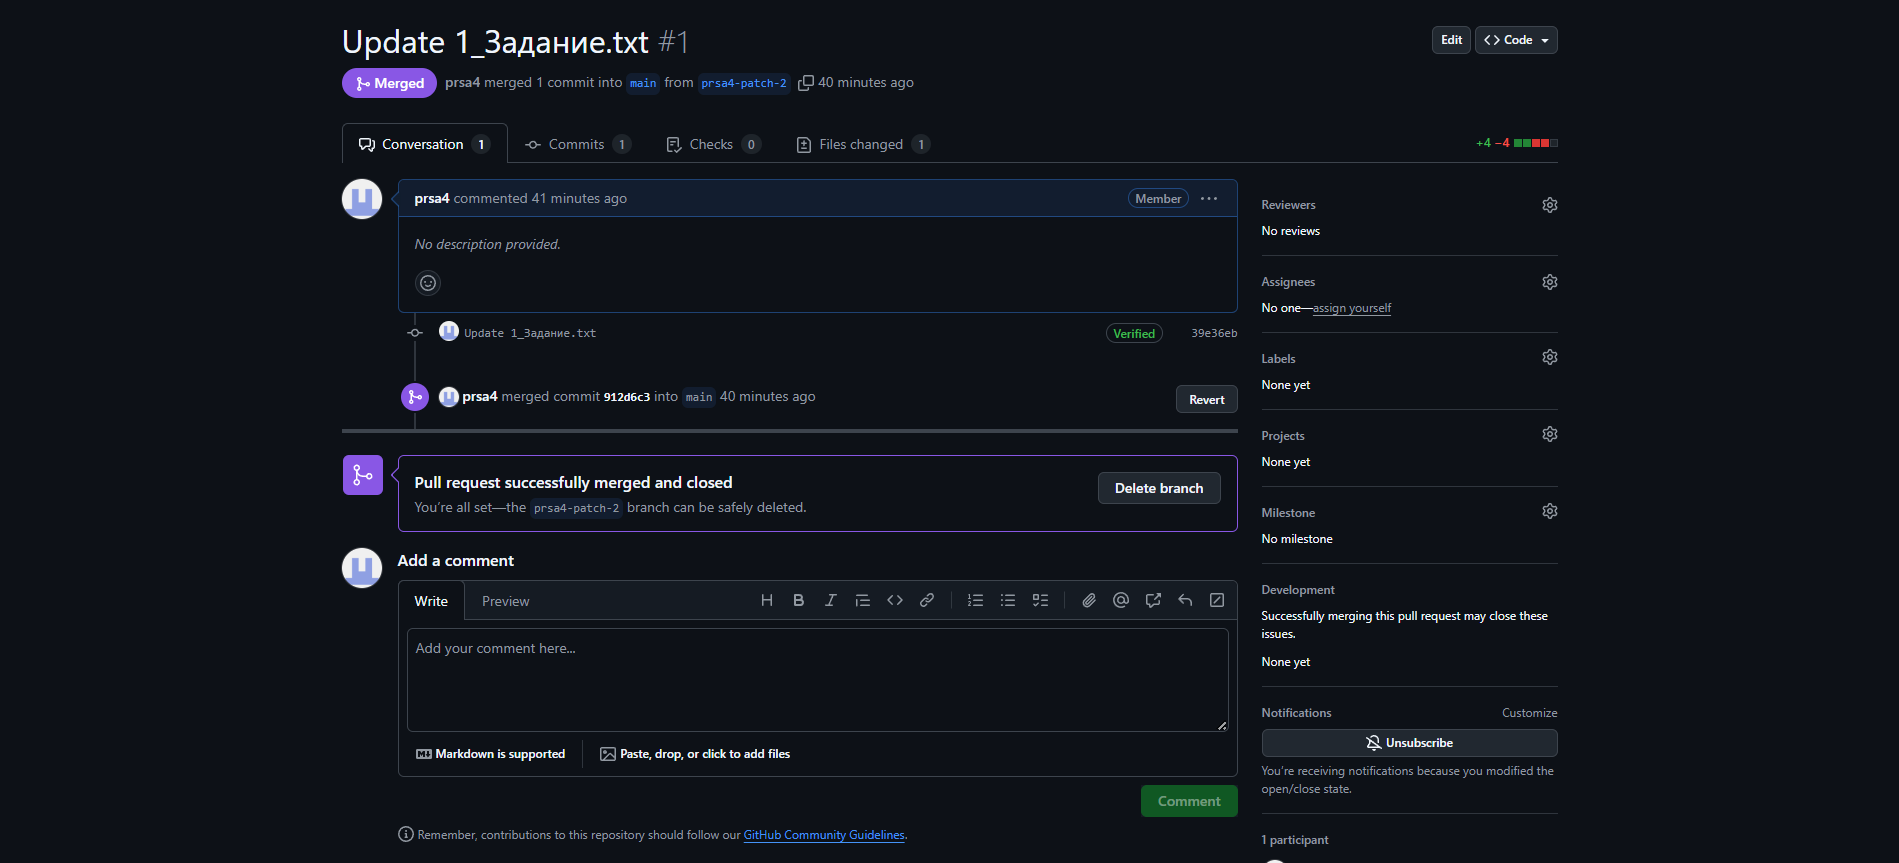 Update 1_Задание.txt #1
Edit
Code
Merged
prsa4 merged 1 commit into main from prsa4-patch-2 40 minutes ago
Conversation 1
Commits 1
Checks 0
Files changed 1
+4 −4
prsa4 commented 41 minutes ago
Member
No description provided.
Update 1_Задание.txt
Verified
39e36eb
prsa4 merged commit 912d6c3 into main 40 minutes ago
Revert
Pull request successfully merged and closed
You're all set—the prsa4-patch-2 branch can be safely deleted.
Delete branch
Add a comment
Write
Preview
Add your comment here...
Markdown is supported
Paste, drop, or click to add files
Comment
Remember, contributions to this repository should follow our GitHub Community Guidelines.
Reviewers
No reviews
Assignees
No one—assign yourself
Labels
None yet
Projects
None yet
Milestone
No milestone
Development
Successfully merging this pull request may close these
issues.
None yet
Notifications
Customize
Unsubscribe
You're receiving notifications because you modified the
open/close state.
1 participant